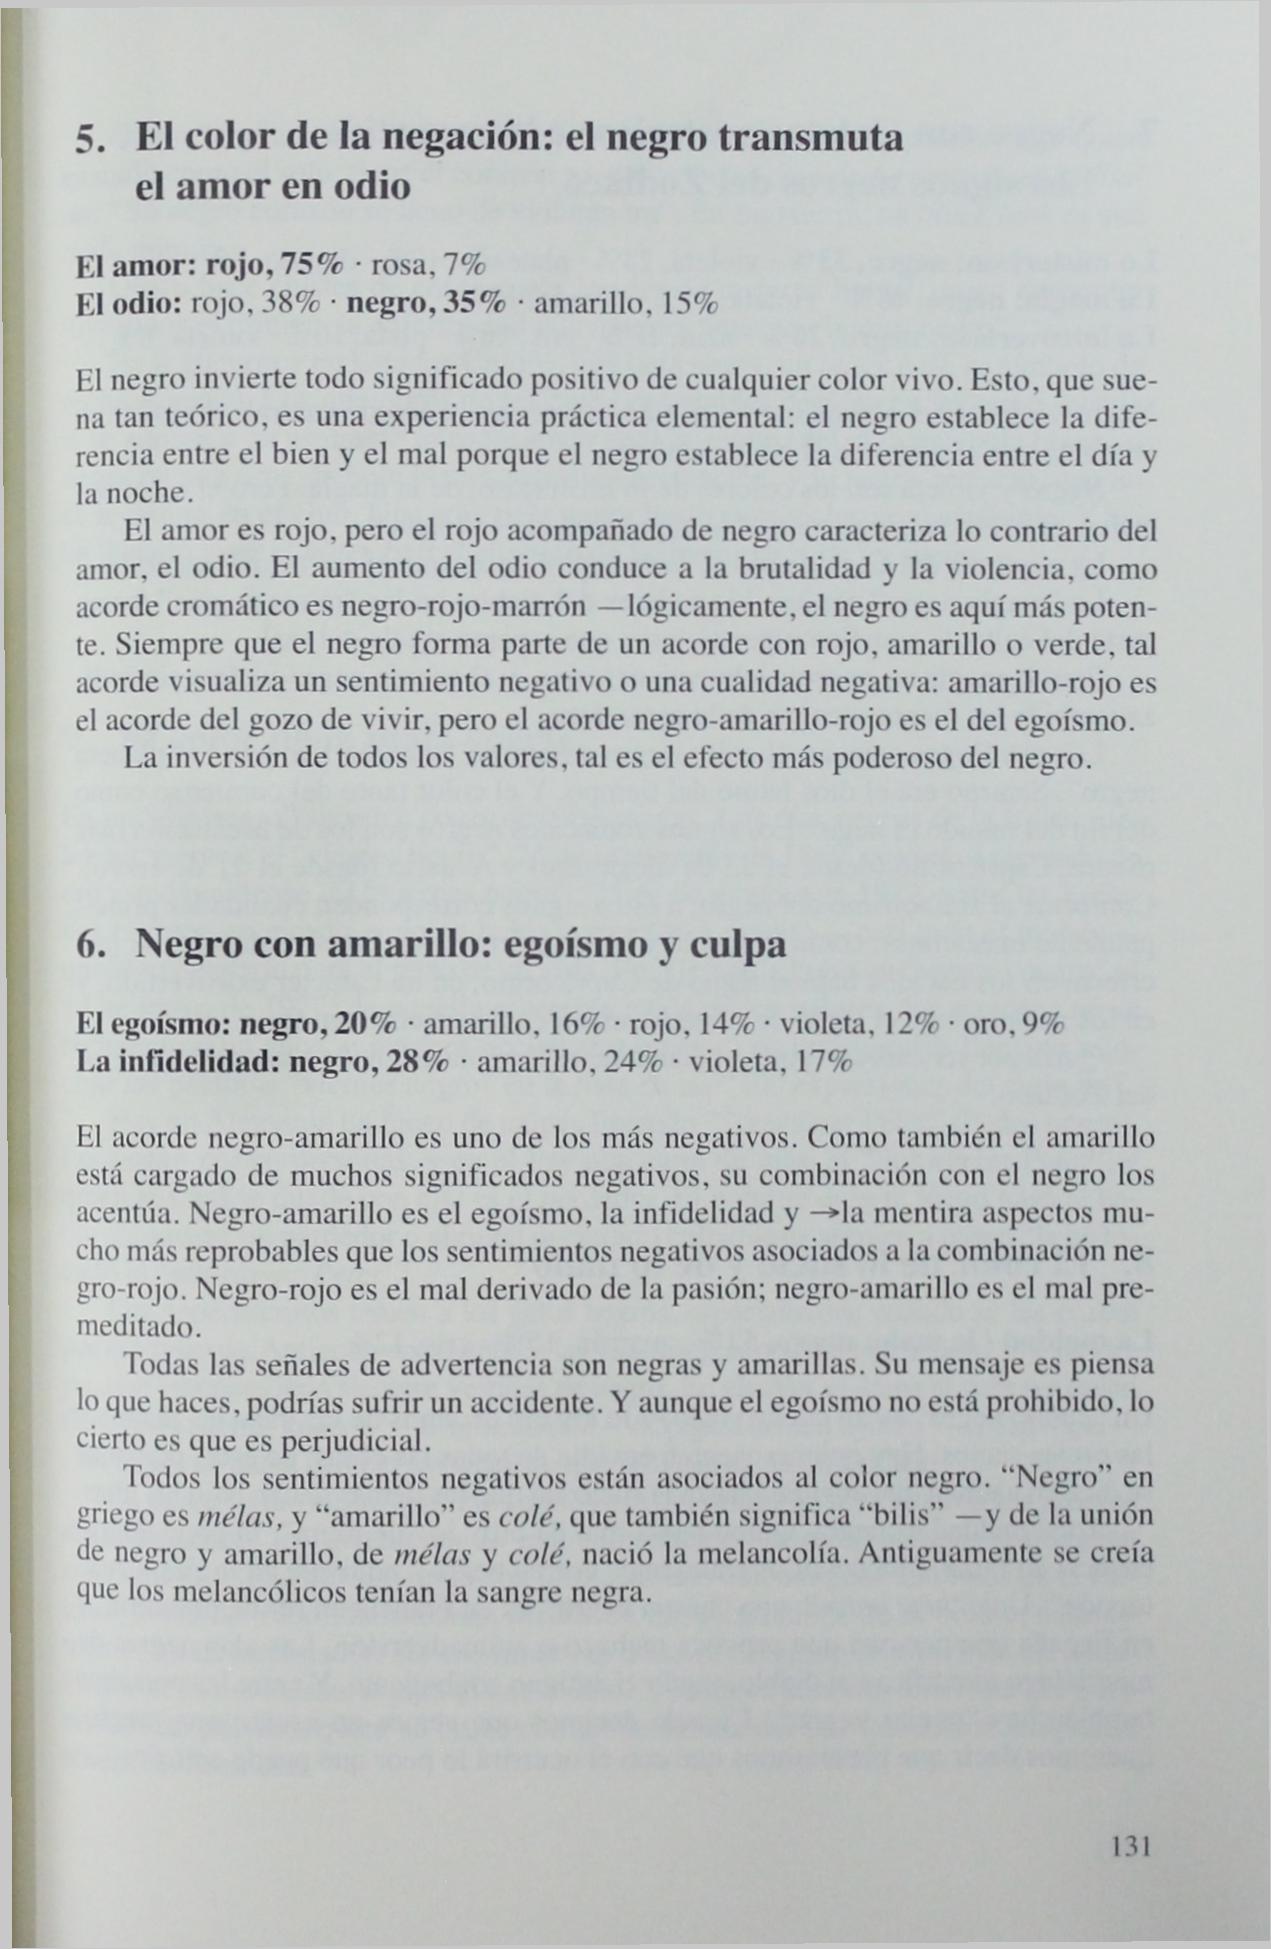 5. El color de la negación: el negro transmuta
el amor en odio
El amor: rojo, 75% · rosa, 7%
El odio: rojo, 38% · negro, 35% · amarillo, 15%
El negro invierte todo significado positivo de cualquier color vivo. Esto, que sue-
na tan teórico, es una experiencia práctica elemental: el negro establece la dife-
rencia entre el bien y el mal porque el negro establece la diferencia entre el día y
la noche.
El amor es rojo, pero el rojo acompañado de negro caracteriza lo contrario del
amor, el odio. El aumento del odio conduce a la brutalidad y la violencia, como
acorde cromático es negro-rojo-marrón —lógicamente, el negro es aquí más poten-
te. Siempre que el negro forma parte de un acorde con rojo, amarillo o verde, tal
acorde visualiza un sentimiento negativo o una cualidad negativa: amarillo-rojo es
el acorde del gozo de vivir, pero el acorde negro-amarillo-rojo es el del egoísmo.
La inversión de todos los valores, tal es el efecto más poderoso del negro.
6. Negro con amarillo: egoísmo y culpa
El egoísmo: negro, 20% · amarillo, 16% · rojo, 14% · violeta, 12% · oro, 9%
La infidelidad: negro, 28% · amarillo, 24% · violeta, 17%
El acorde negro-amarillo es uno de los más negativos. Como también el amarillo
está cargado de muchos significados negativos, su combinación con el negro los
acentúa. Negro-amarillo es el egoísmo, la infidelidad y →la mentira aspectos mu-
cho más reprobables que los sentimientos negativos asociados a la combinación ne-
gro-rojo. Negro-rojo es el mal derivado de la pasión; negro-amarillo es el mal pre-
meditado.
Todas las señales de advertencia son negras y amarillas. Su mensaje es piensa
lo que haces, podrías sufrir un accidente. Y aunque el egoísmo no está prohibido, lo
cierto es que es perjudicial.
Todos los sentimientos negativos están asociados al color negro. “Negro” en
griego es mélas, y “amarillo” es colé, que también significa “bilis” —y de la unión
de negro y amarillo, de mélas y colé, nació la melancolía. Antiguamente se creía
que los melancólicos tenían la sangre negra.
131